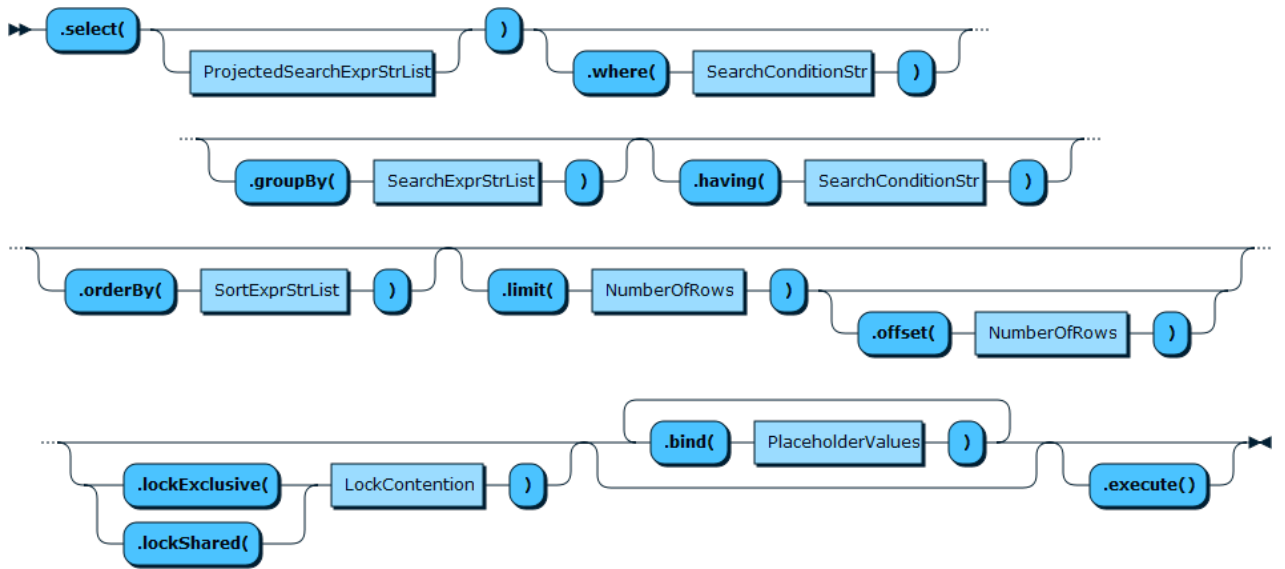 .select( ProjectedSearchExprStrList ) .where( SearchConditionStr )
.groupBy( SearchExprStrList ) .having( SearchConditionStr )
.orderBy( SortExprStrList ) .limit( NumberOfRows ) .offset( NumberOfRows )
.bind( PlaceholderValues )
.lockExclusive( LockContention ) .execute()
.lockShared(